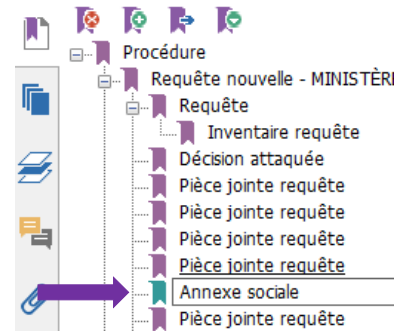 Procédure
Requête nouvelle - MINISTÈRE
Requête
Inventaire requête
Décision attaquée
Pièce jointe requête
Pièce jointe requête
Pièce jointe requête
Pièce jointe requête
Annexe sociale
Pièce jointe requête